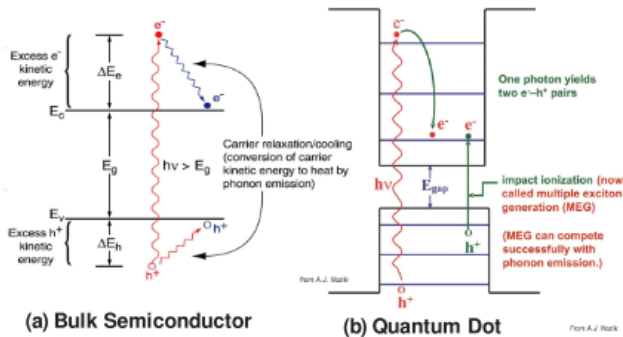 e-
Excess e-
kinetic
energy
ΔEe
e-
Ec
Eg
hν > Eg
Carrier relaxation/cooling
(conversion of carrier
kinetic energy to heat by
phonon emission)
Ev
Excess h+
kinetic
energy
ΔEh
h+
h+
(a) Bulk Semiconductor
e-
One photon yields
two e--h+ pairs
e-
e-
hν
Egap
impact ionization (now
called multiple exciton
generation (MEG)
h+
(MEG can compete
successfully with
phonon emission.)
h+
from A.J. Nozik
(b) Quantum Dot
From A.J. Nozik